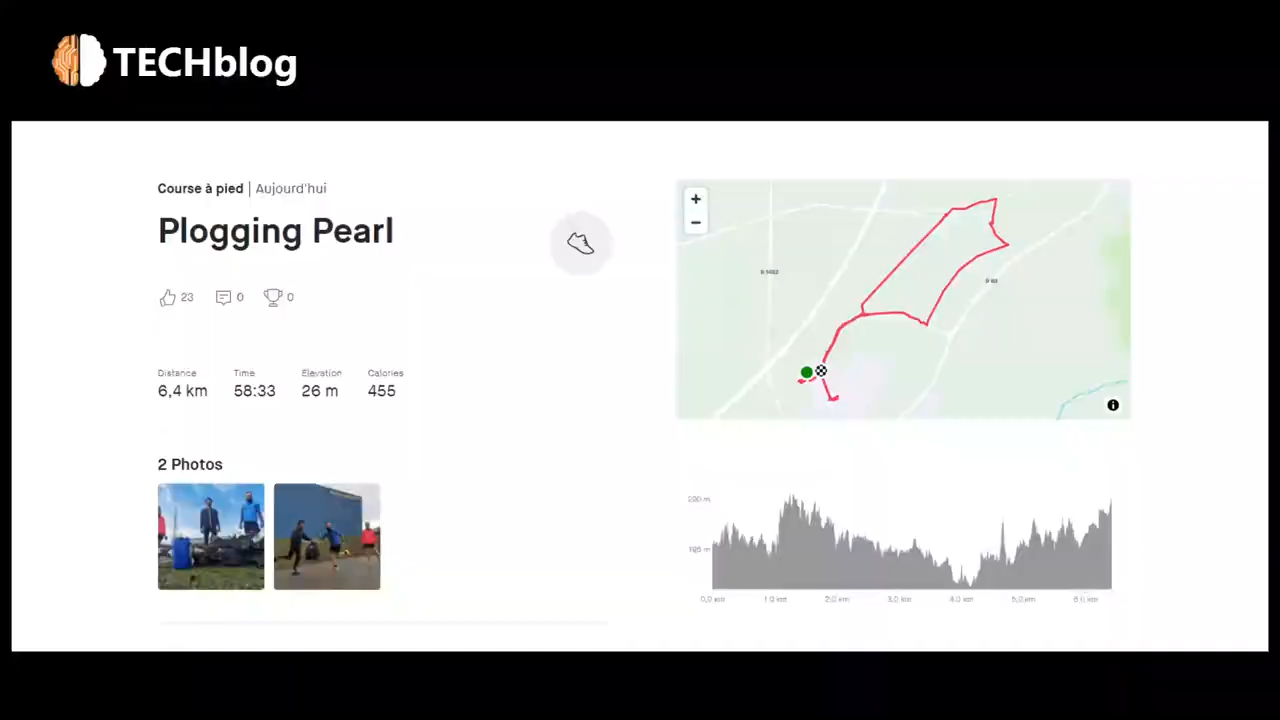 TECHblog
Course à pied | Aujourd'hui
Plogging Pearl
23 0 0
Distance Time Elevation Calories
6,4 km 58:33 26 m 455
2 Photos
+
−
D 92
200 m
195 m
0,0 km 1,0 km 2,0 km 3,0 km 4,0 km 5,0 km 6,0 km